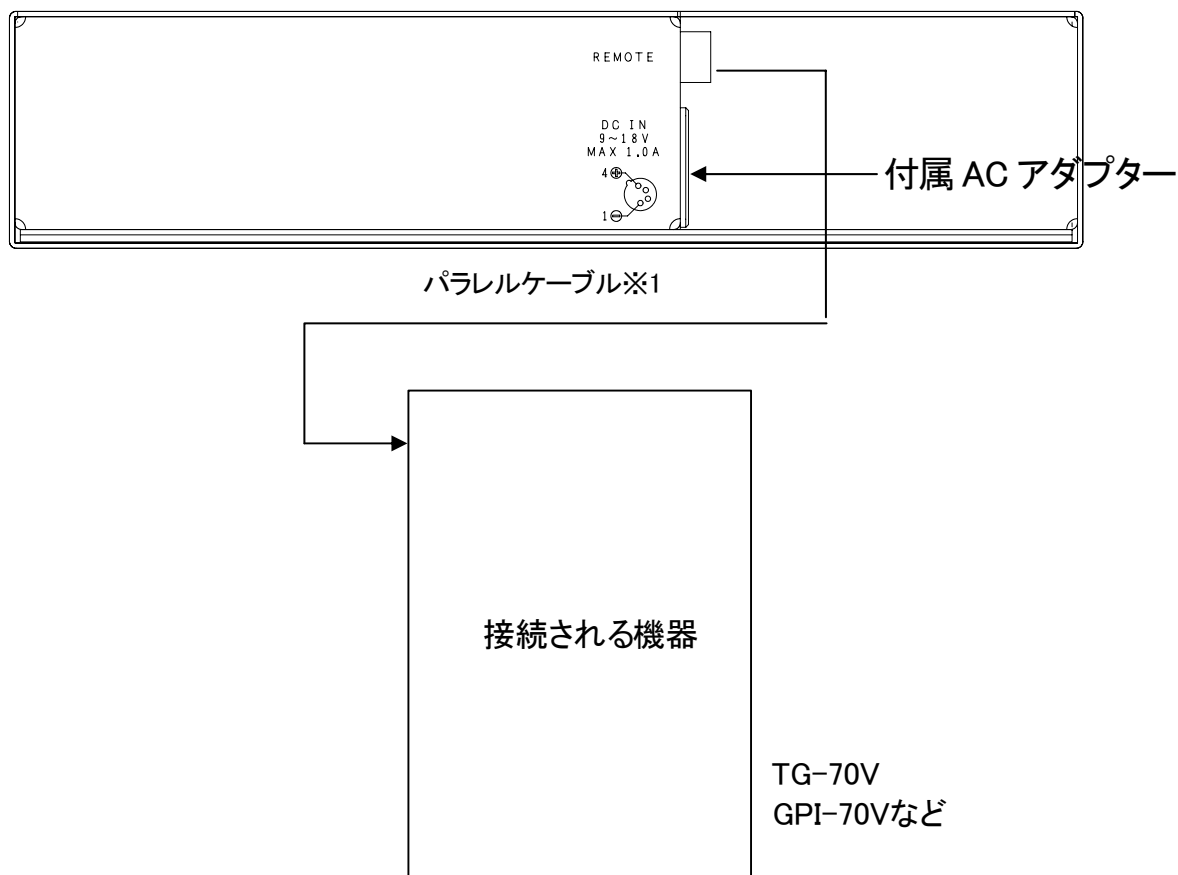 REMOTE
DC IN
9~18V
MAX 1.0A
4⊕
1⊖
付属 AC アダプター
パラレルケーブル※1
接続される機器
TG-70V
GPI-70Vなど